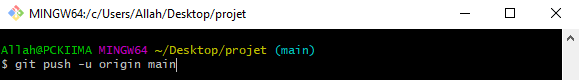 MINGW64:/c/Users/Allah/Desktop/projet
Allah@PCKIIMA MINGW64 ~/Desktop/projet (main)
$ git push -u origin main